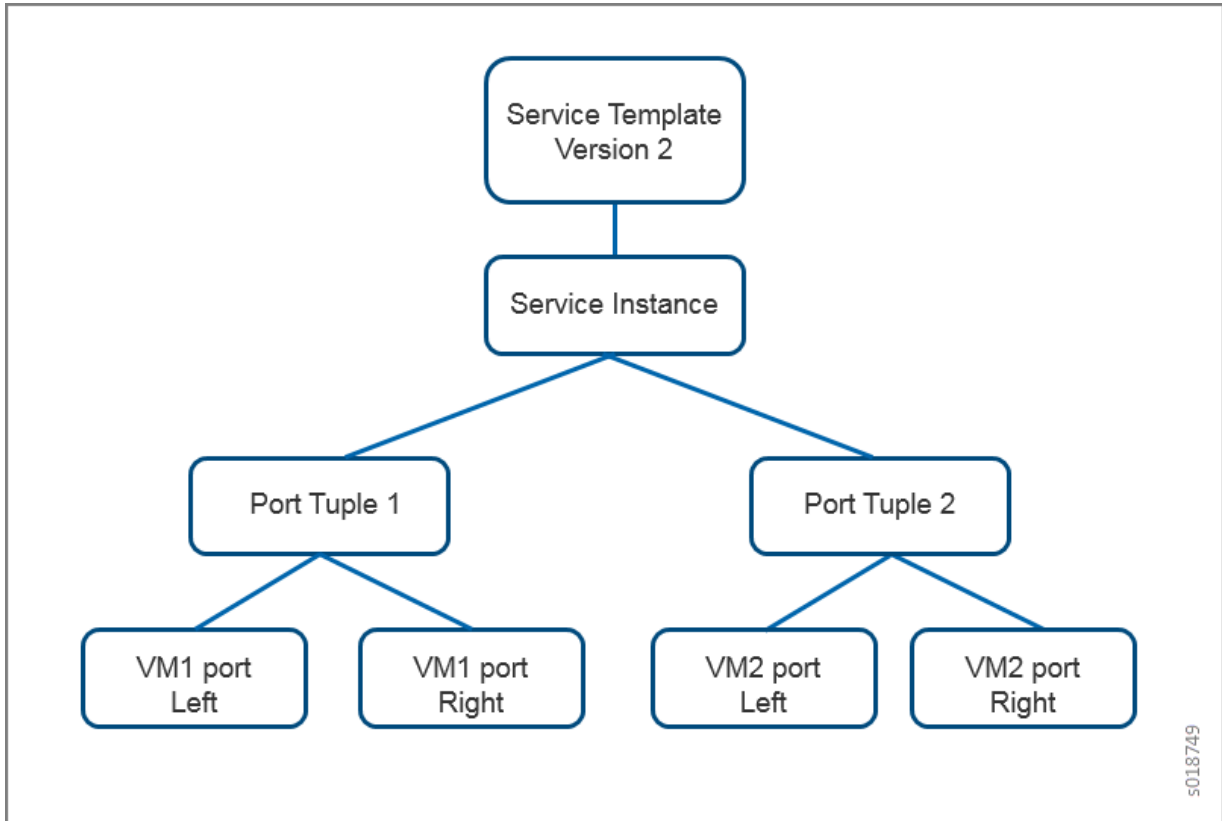 Service Template
Version 2
Service Instance
Port Tuple 1
Port Tuple 2
VM1 port
Left
VM1 port
Right
VM2 port
Left
VM2 port
Right
s018749